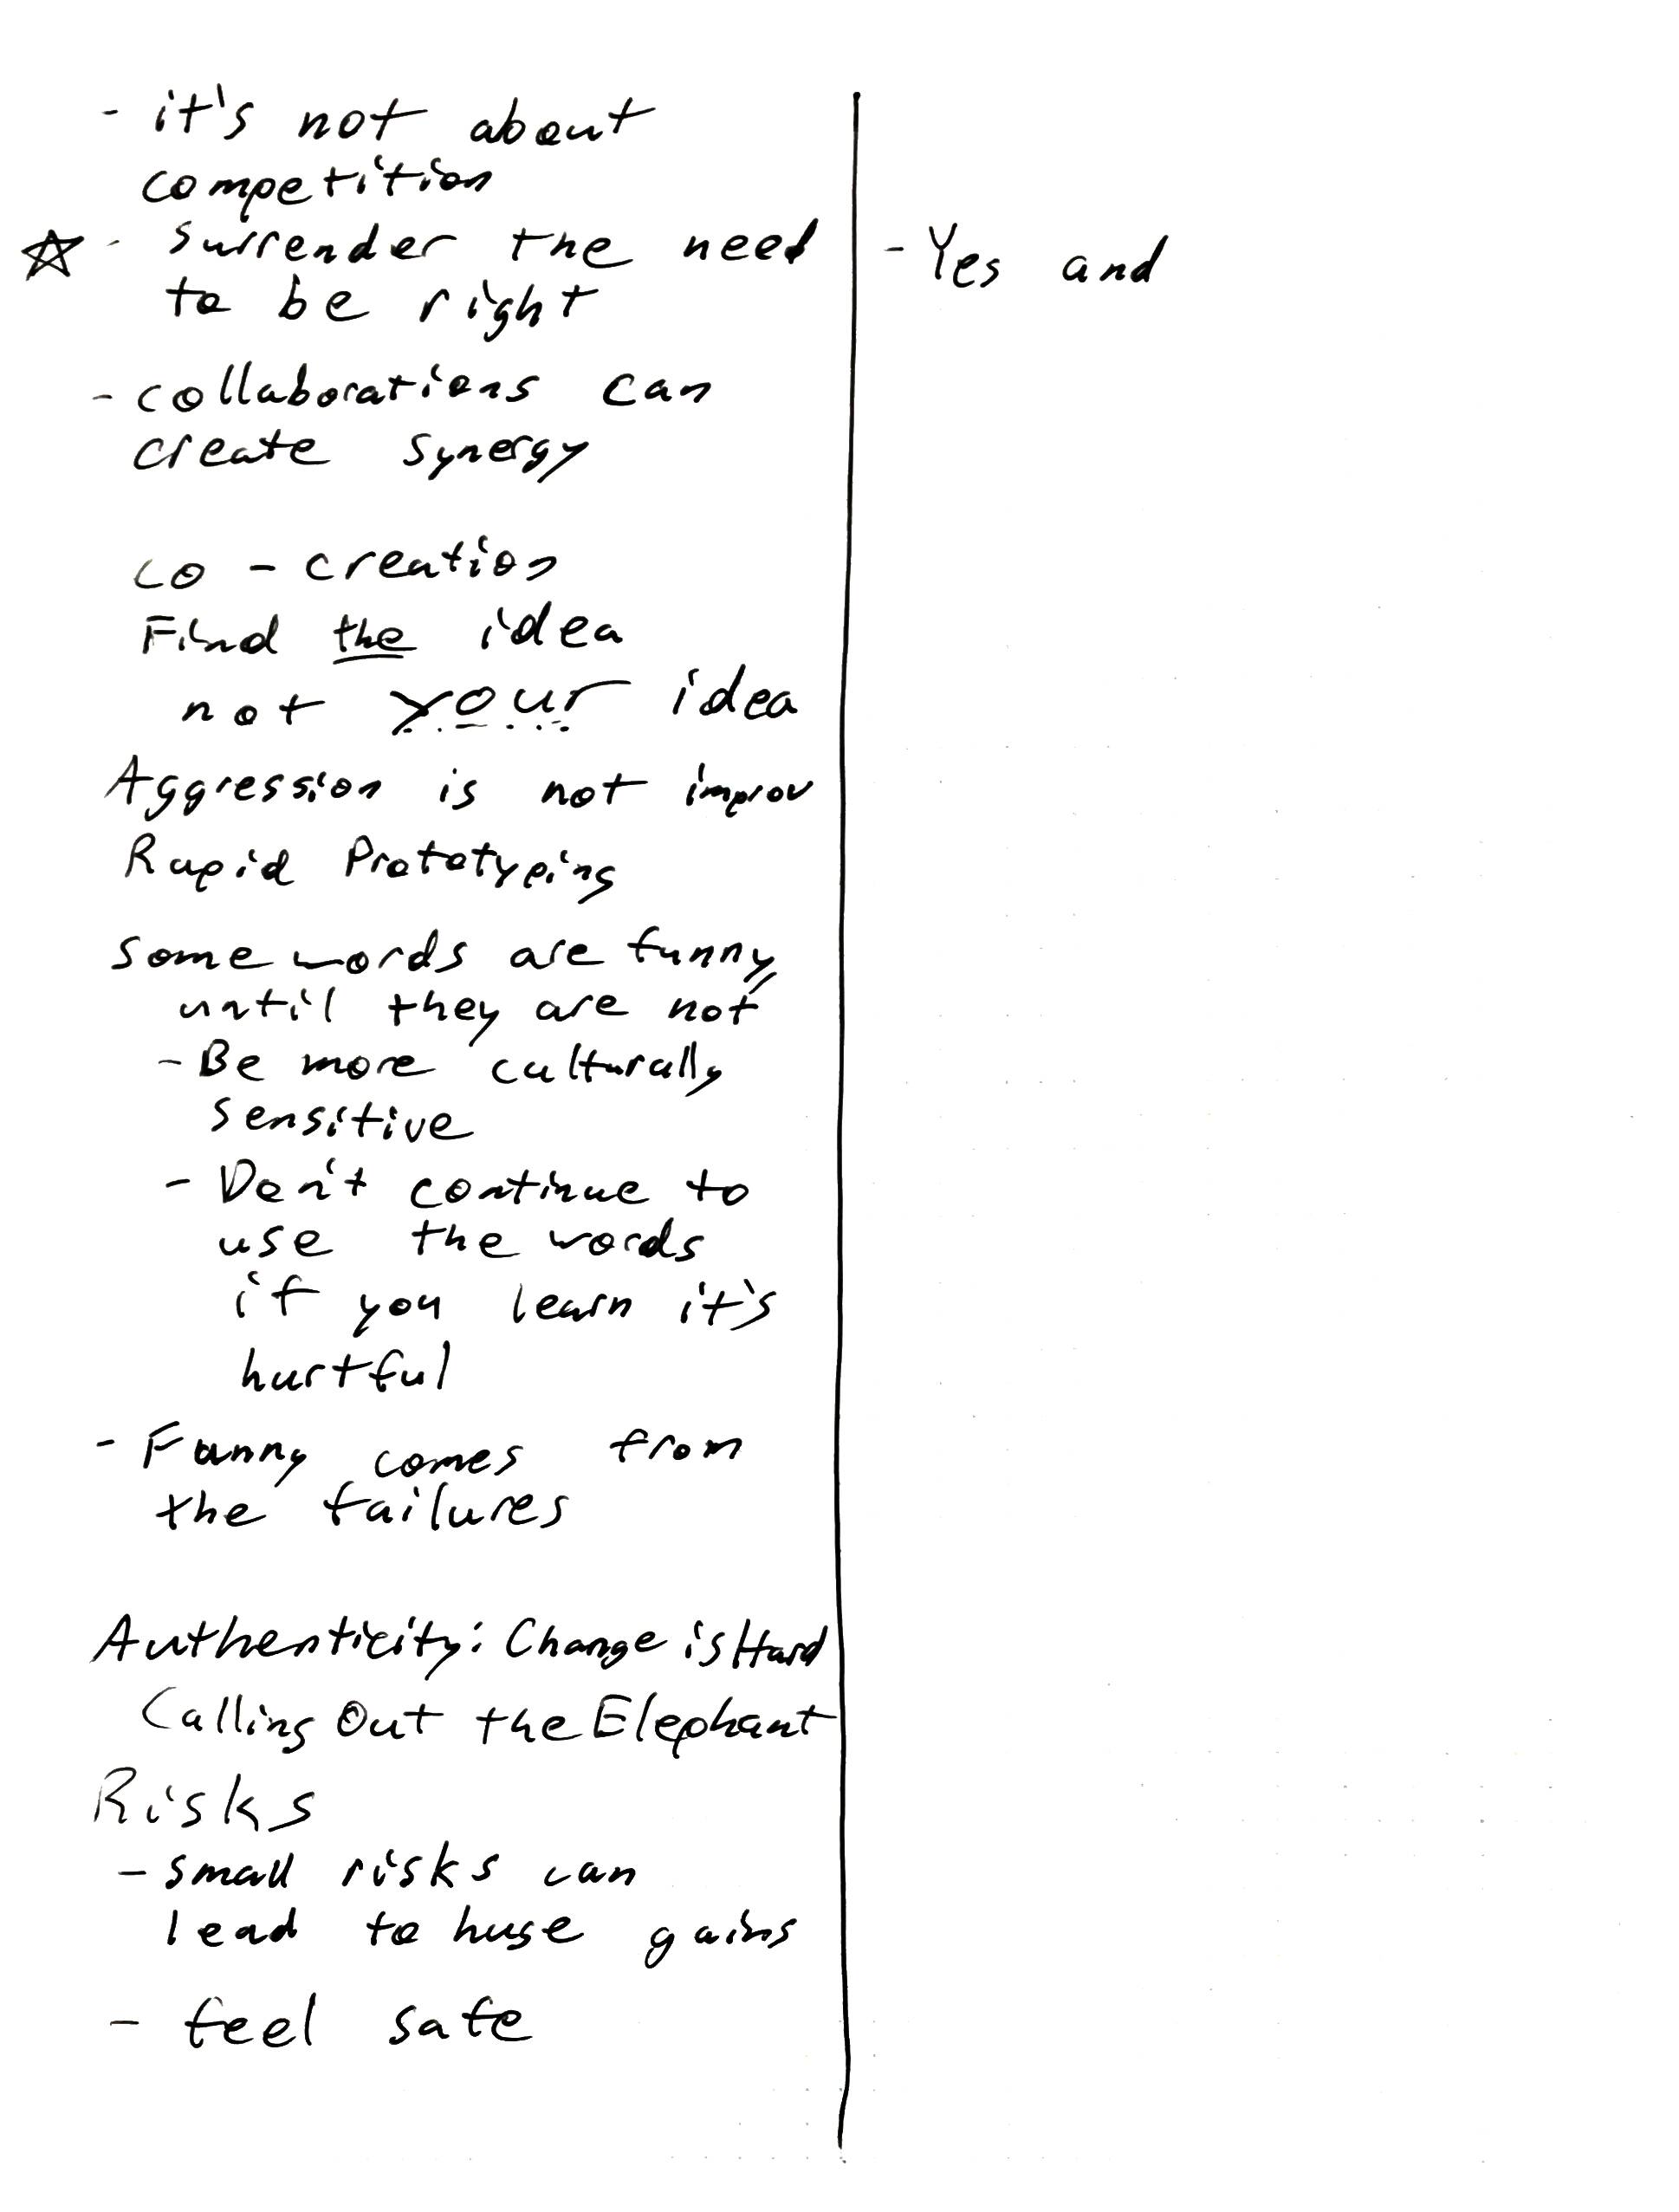 - it's not about
competition
☆ - surrender the need
to be right
- collaborations can
create synergy
co - creation
Find the idea
not your idea
Aggression is not improv
Rapid Prototyping
some words are funny
until they are not
- Be more culturally
sensitive
- Don't continue to
use the words
if you learn it's
hurtful
- Funny comes from
the failures
Authenticity: Change is Hard
Calling Out the Elephant
Risks
- small risks can
lead to huge gains
- feel safe
- Yes and